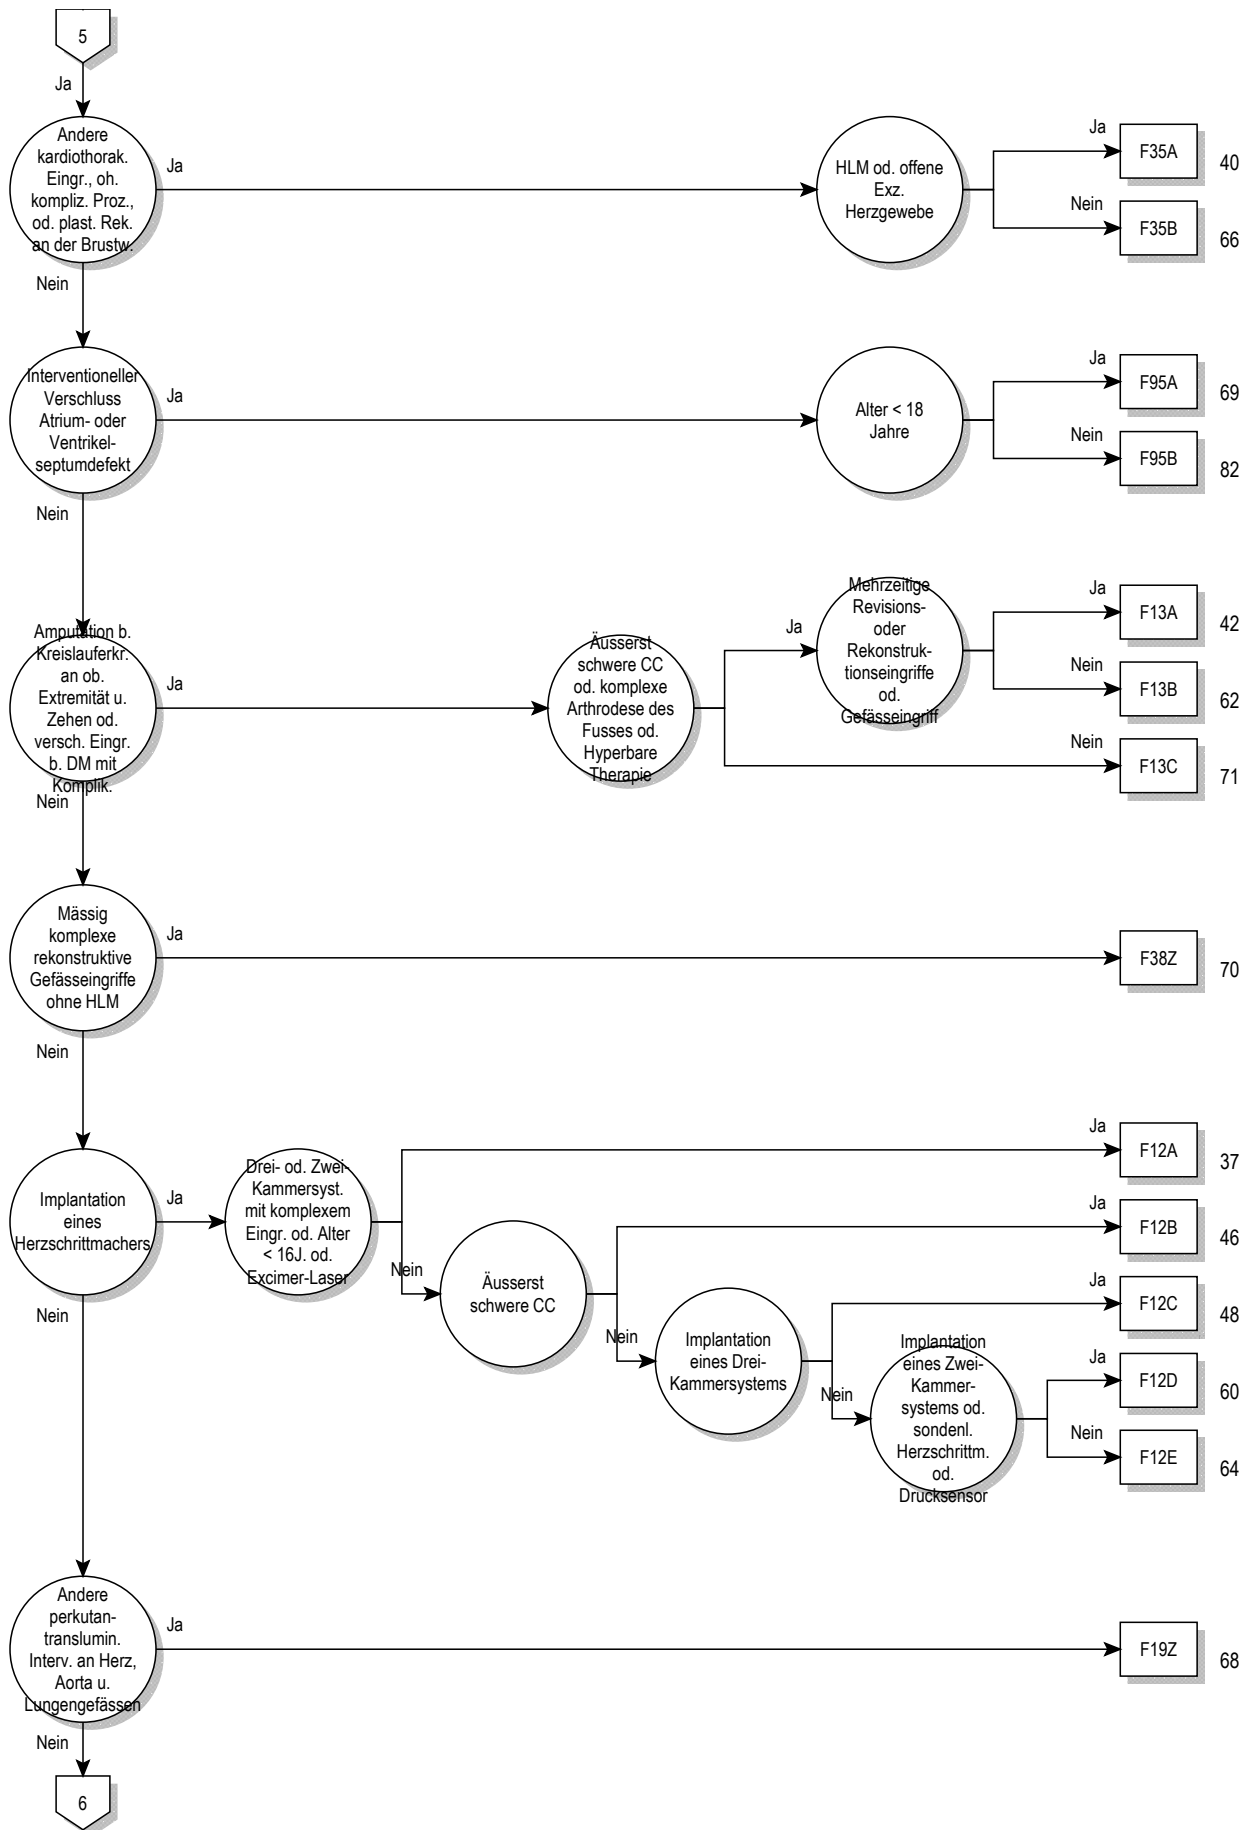 5
Ja
Andere
kardiothorak.
Eingr., oh.
kompliz. Proz.,
od. plast. Rek.
an der Brustw.
Ja
HLM od. offene
Exz.
Herzgewebe
Ja
F35A
40
Nein
F35B
66
Nein
Interventioneller
Verschluss
Atrium- oder
Ventrikel-
septumdefekt
Ja
Alter < 18
Jahre
Ja
F95A
69
Nein
F95B
82
Nein
Amputation b.
Kreislauferkr.
an ob.
Extremität u.
Zehen od.
versch. Eingr.
b. DM mit
Komplik.
Ja
Äusserst
schwere CC
od. komplexe
Arthrodese des
Fusses od.
Hyperbare
Therapie
Ja
Mehrzeitige
Revisions-
oder
Rekonstruk-
tionseingriffe
od.
Gefässeingriff
Ja
F13A
42
Nein
F13B
62
Nein
F13C
71
Nein
Mässig
komplexe
rekonstruktive
Gefässeingriffe
ohne HLM
Ja
F38Z
70
Nein
Implantation
eines
Herzschrittmachers
Ja
Drei- od. Zwei-
Kammersyst.
mit komplexem
Eingr. od. Alter
< 16J. od.
Excimer-Laser
Ja
F12A
37
Nein
Äusserst
schwere CC
Ja
F12B
46
Nein
Implantation
eines Drei-
Kammersystems
Ja
F12C
48
Nein
Implantation
eines Zwei-
Kammer-
systems od.
sondenl.
Herzschrittm.
od.
Drucksensor
Ja
F12D
60
Nein
F12E
64
Nein
Andere
perkutan-
translumin.
Interv. an Herz,
Aorta u.
Lungengefässen
Ja
F19Z
68
Nein
6